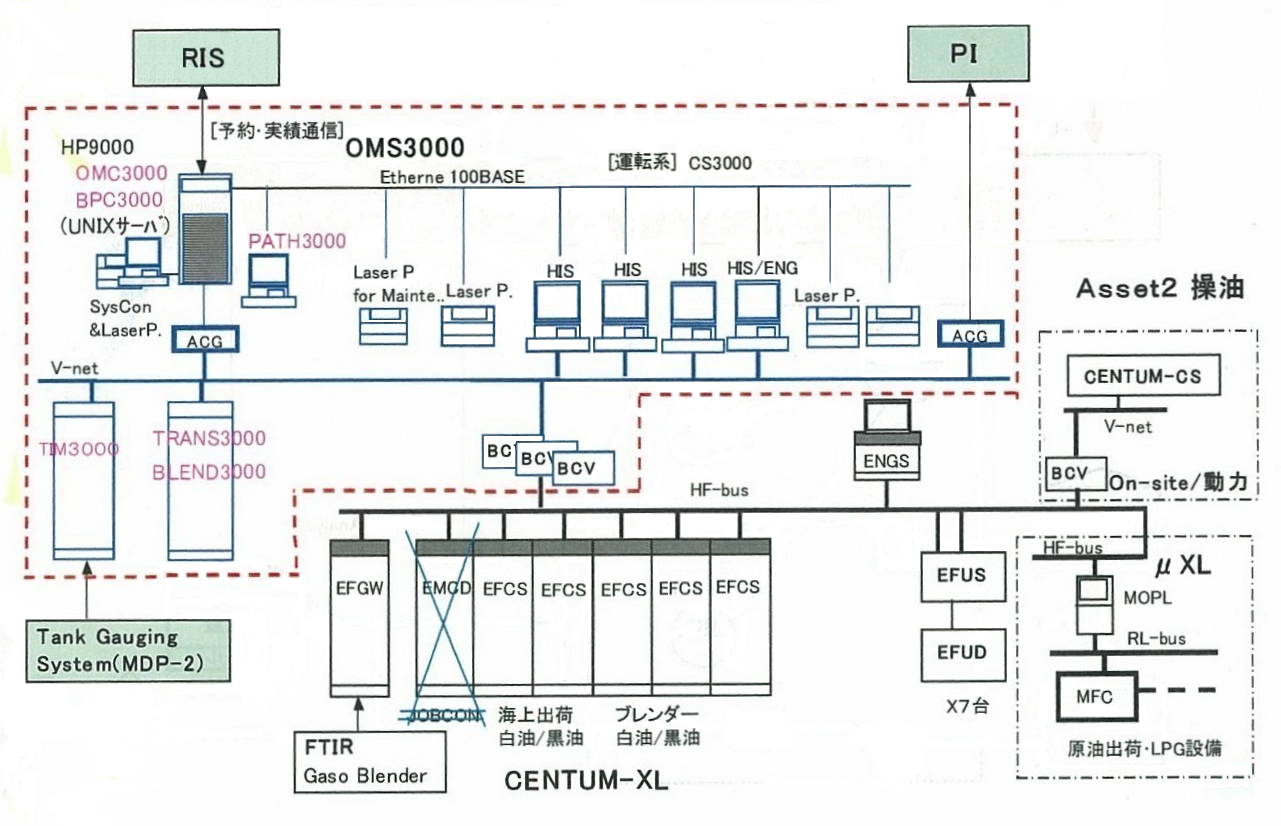 RIS
PI
[予約・実績通信]
OMS3000
HP9000
OMC3000
BPC3000
(UNIXサーバ)
[運転系] CS3000
Etherne 100BASE
PATH3000
SysCon
&LaserP.
Laser P
for Mainte..
Laser P.
HIS
HIS
HIS
HIS/ENG
Laser P.
ACG
ACG
V-net
Asset2 操油
CENTUM-CS
V-net
BCV
On-site/動力
TIM3000
TRANS3000
BLEND3000
BCV
BCV
BCV
ENGS
HF-bus
HF-bus
μXL
MOPL
RL-bus
MFC
原油出荷・LPG設備
EFGW
EMCD
EFCS
EFCS
EFCS
EFCS
EFCS
EFUS
EFUD
X7台
Tank Gauging
System(MDP-2)
JOBCON
海上出荷
白油/黒油
ブレンダー
白油/黒油
FTIR
Gaso Blender
CENTUM-XL